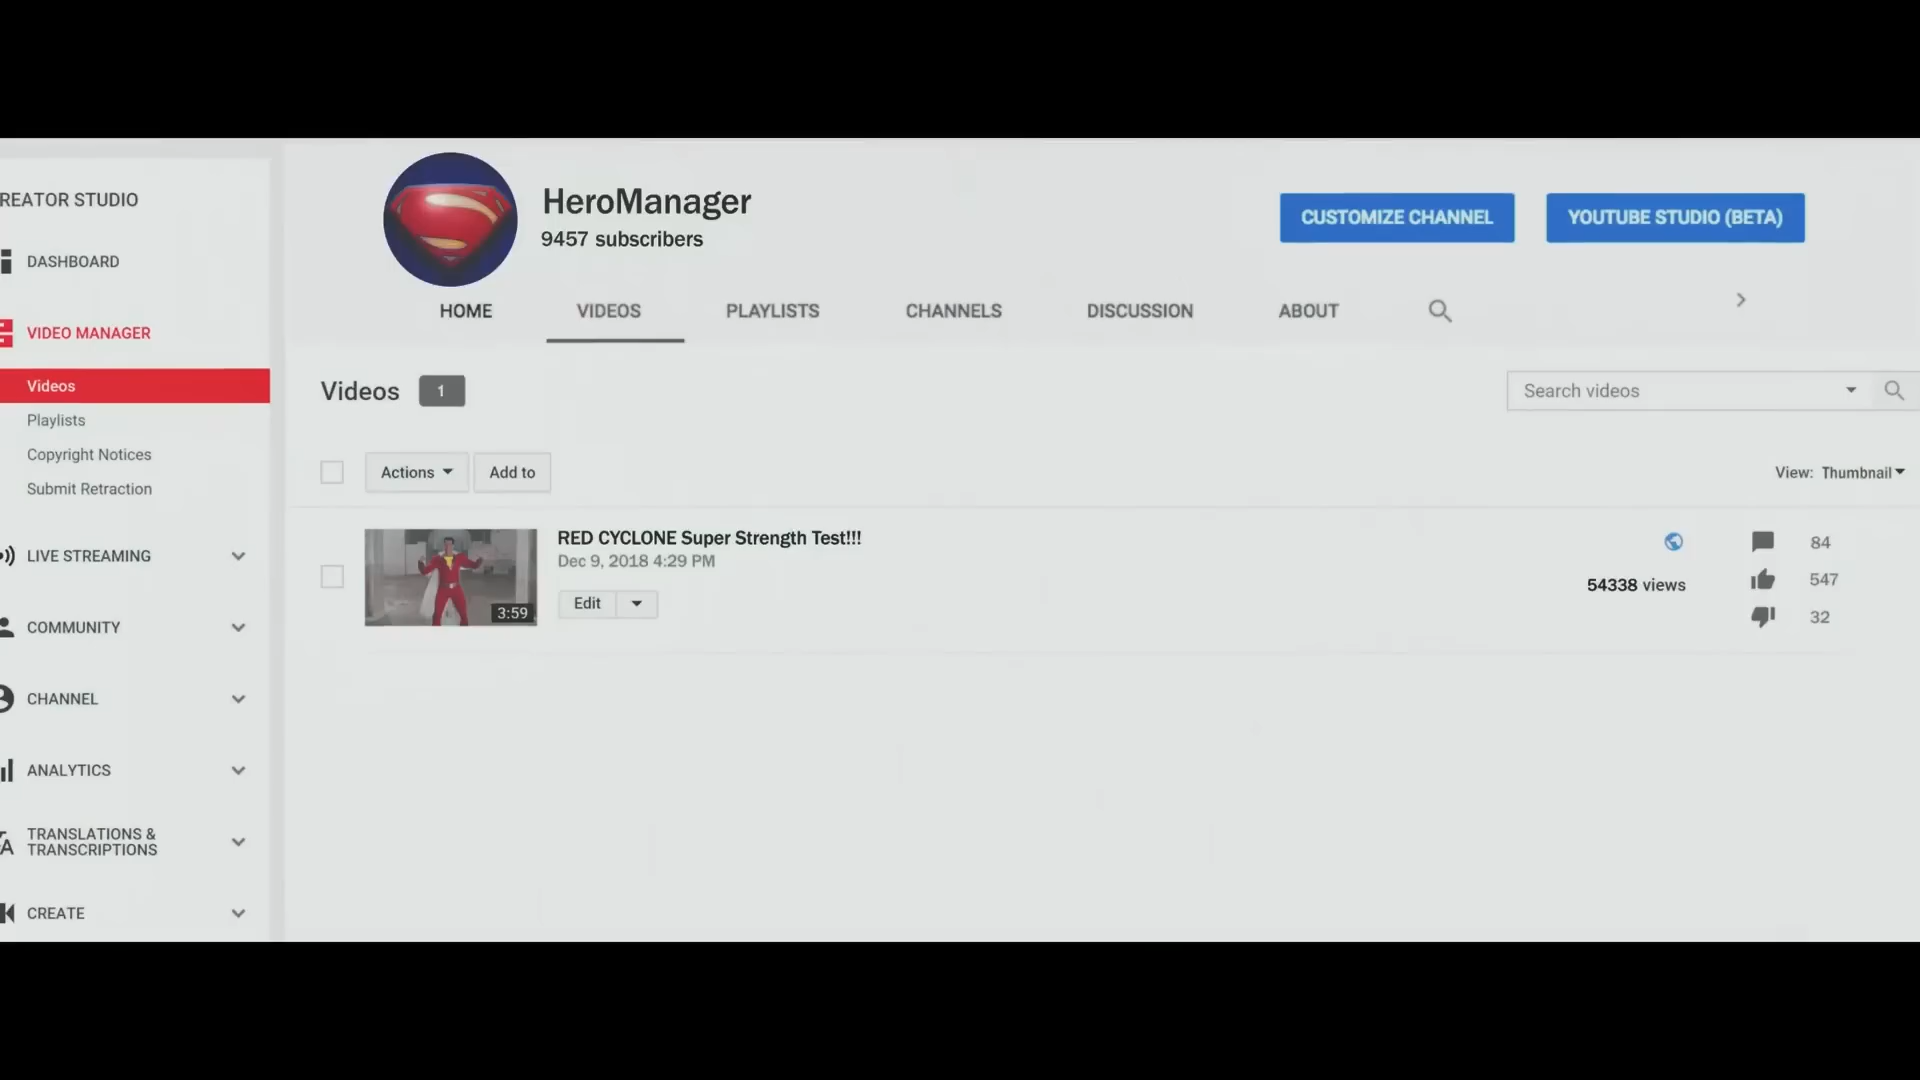 REATOR STUDIO
DASHBOARD
VIDEO MANAGER
Videos
Playlists
Copyright Notices
Submit Retraction
LIVE STREAMING
COMMUNITY
CHANNEL
ANALYTICS
TRANSLATIONS &
TRANSCRIPTIONS
CREATE
HeroManager
9457 subscribers
CUSTOMIZE CHANNEL
YOUTUBE STUDIO (BETA)
HOME VIDEOS PLAYLISTS CHANNELS DISCUSSION ABOUT
Videos 1
Search videos
Actions Add to
View: Thumbnail
RED CYCLONE Super Strength Test!!!
Dec 9, 2018 4:29 PM
3:59
Edit
54338 views
84
547
32